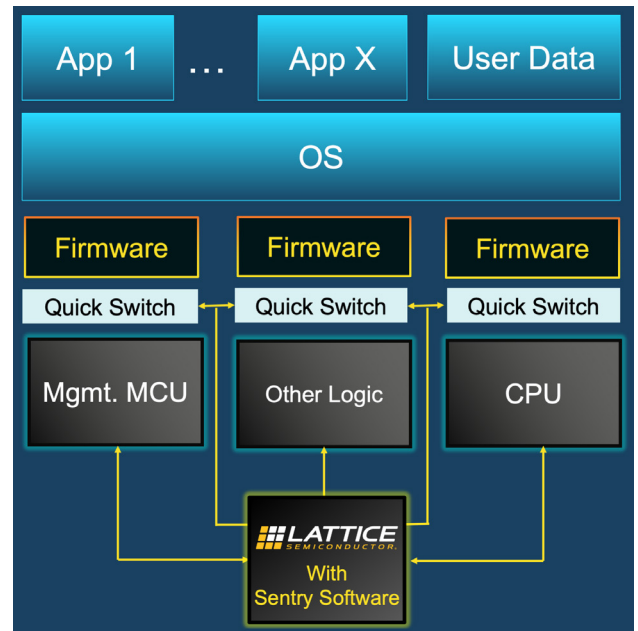 App 1
...
App X
User Data
OS
Firmware
Firmware
Firmware
Quick Switch
Quick Switch
Quick Switch
Mgmt. MCU
Other Logic
CPU
LATTICE
SEMICONDUCTOR.
With
Sentry Software